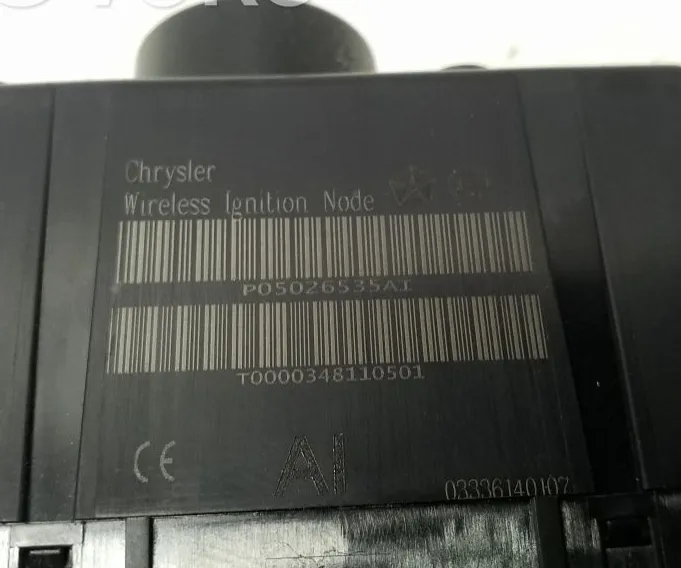 Chrysler
Wireless Ignition Node
P05026535AI
T0000348110501
CE
AI
03336140107